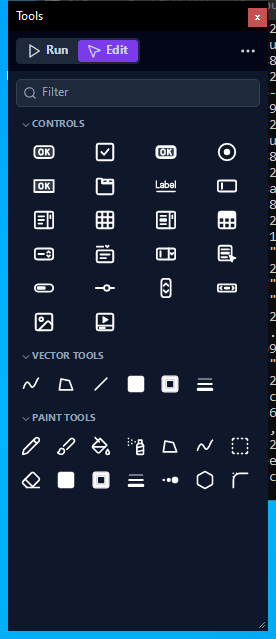 Tools
x
Run
Edit
Filter
CONTROLS
OK
OK
OK
Label
VECTOR TOOLS
PAINT TOOLS